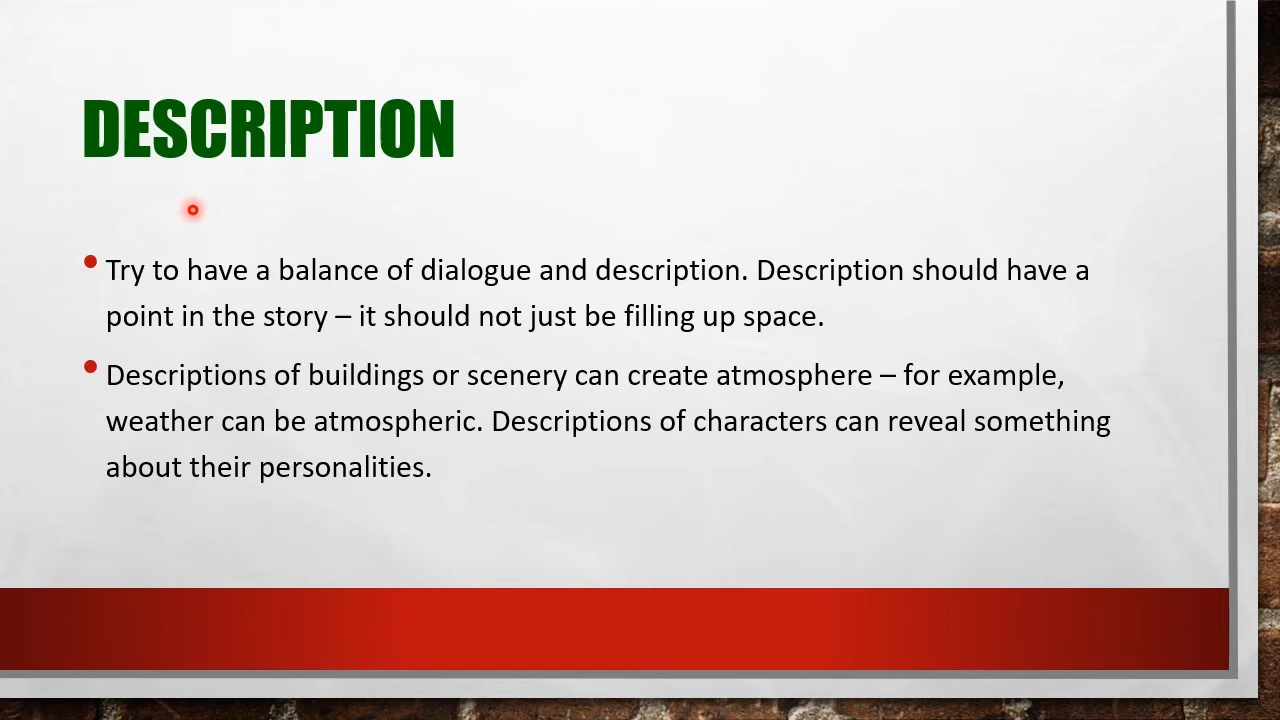 DESCRIPTION
• Try to have a balance of dialogue and description. Description should have a
point in the story – it should not just be filling up space.
• Descriptions of buildings or scenery can create atmosphere – for example,
weather can be atmospheric. Descriptions of characters can reveal something
about their personalities.